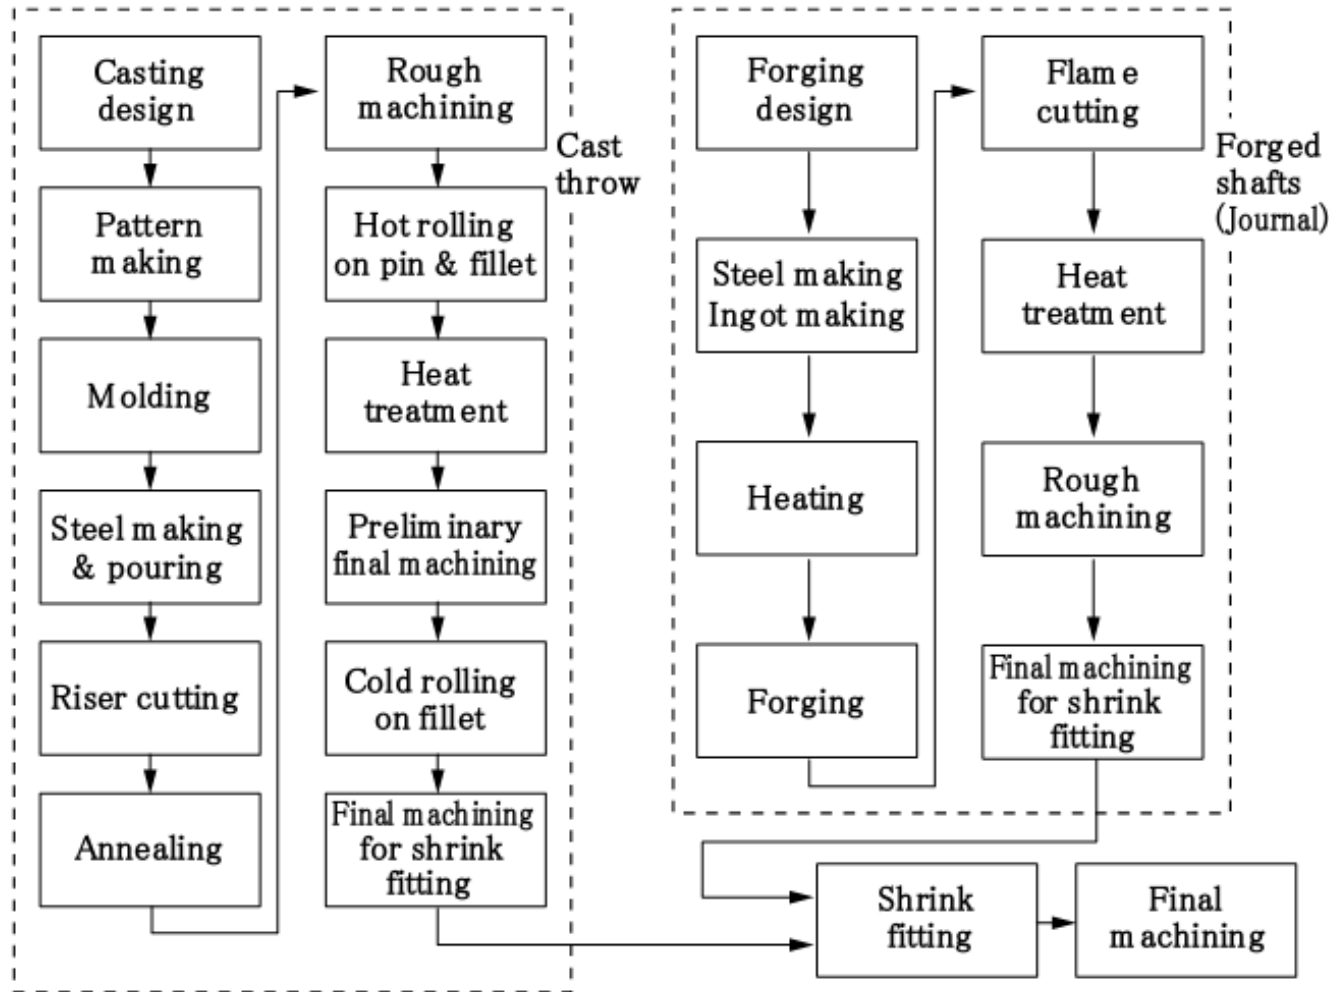 Casting
design
Pattern
making
Molding
Steel making
& pouring
Riser cutting
Annealing
Rough
machining
Hot rolling
on pin & fillet
Heat
treatment
Preliminary
final machining
Cold rolling
on fillet
Final machining
for shrink
fitting
Cast
throw
Forging
design
Steel making
Ingot making
Heating
Forging
Flame
cutting
Heat
treatment
Rough
machining
Final machining
for shrink
fitting
Forged
shafts
(Journal)
Shrink
fitting
Final
machining